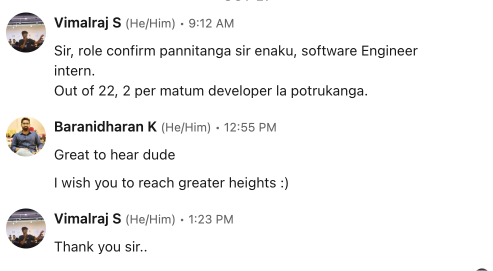 Vimalraj S (He/Him) • 9:12 AM
Sir, role confirm pannitanga sir enaku, software Engineer
intern.
Out of 22, 2 per matum developer la potrukanga.
Baranidharan K (He/Him) • 12:55 PM
Great to hear dude
I wish you to reach greater heights :)
Vimalraj S (He/Him) • 1:23 PM
Thank you sir..